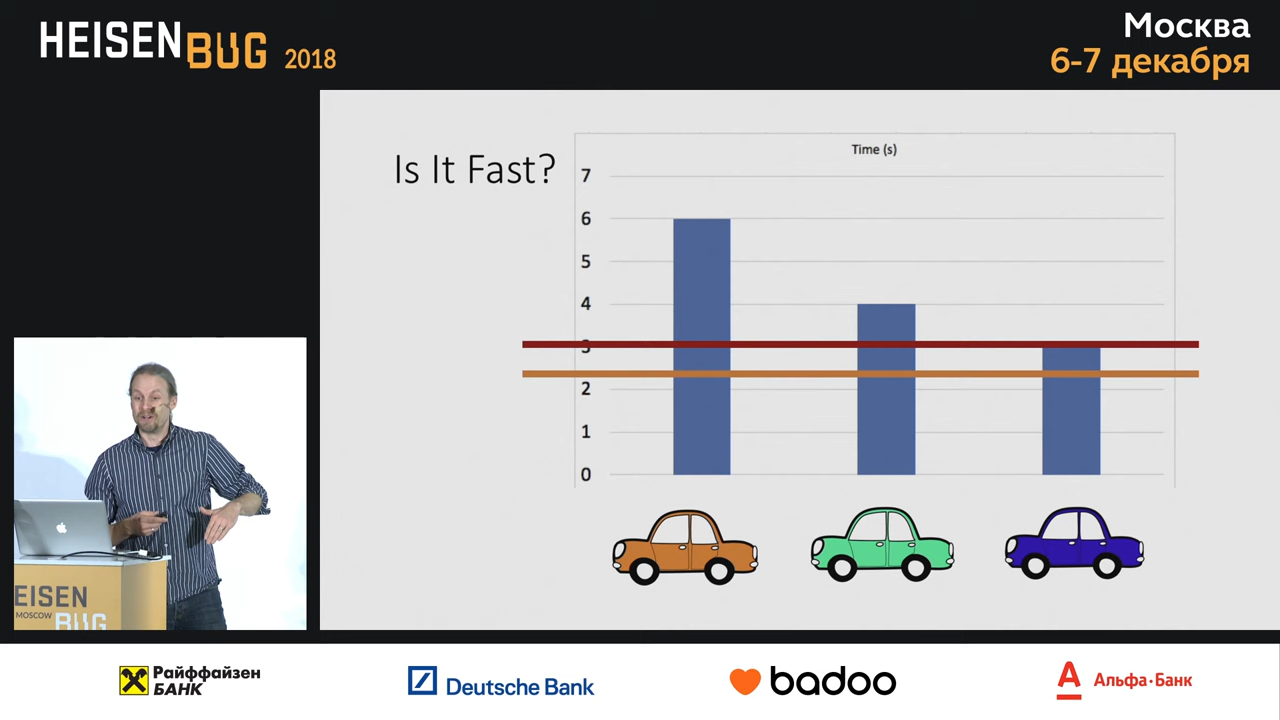 HEISENBUG 2018
Москва
6-7 декабря
Is It Fast?
Time (s)
7
6
5
4
3
2
1
0
EISEN
MOSCOW
BUG
Райффайзен
БАНК
Deutsche Bank
badoo
Альфа·Банк